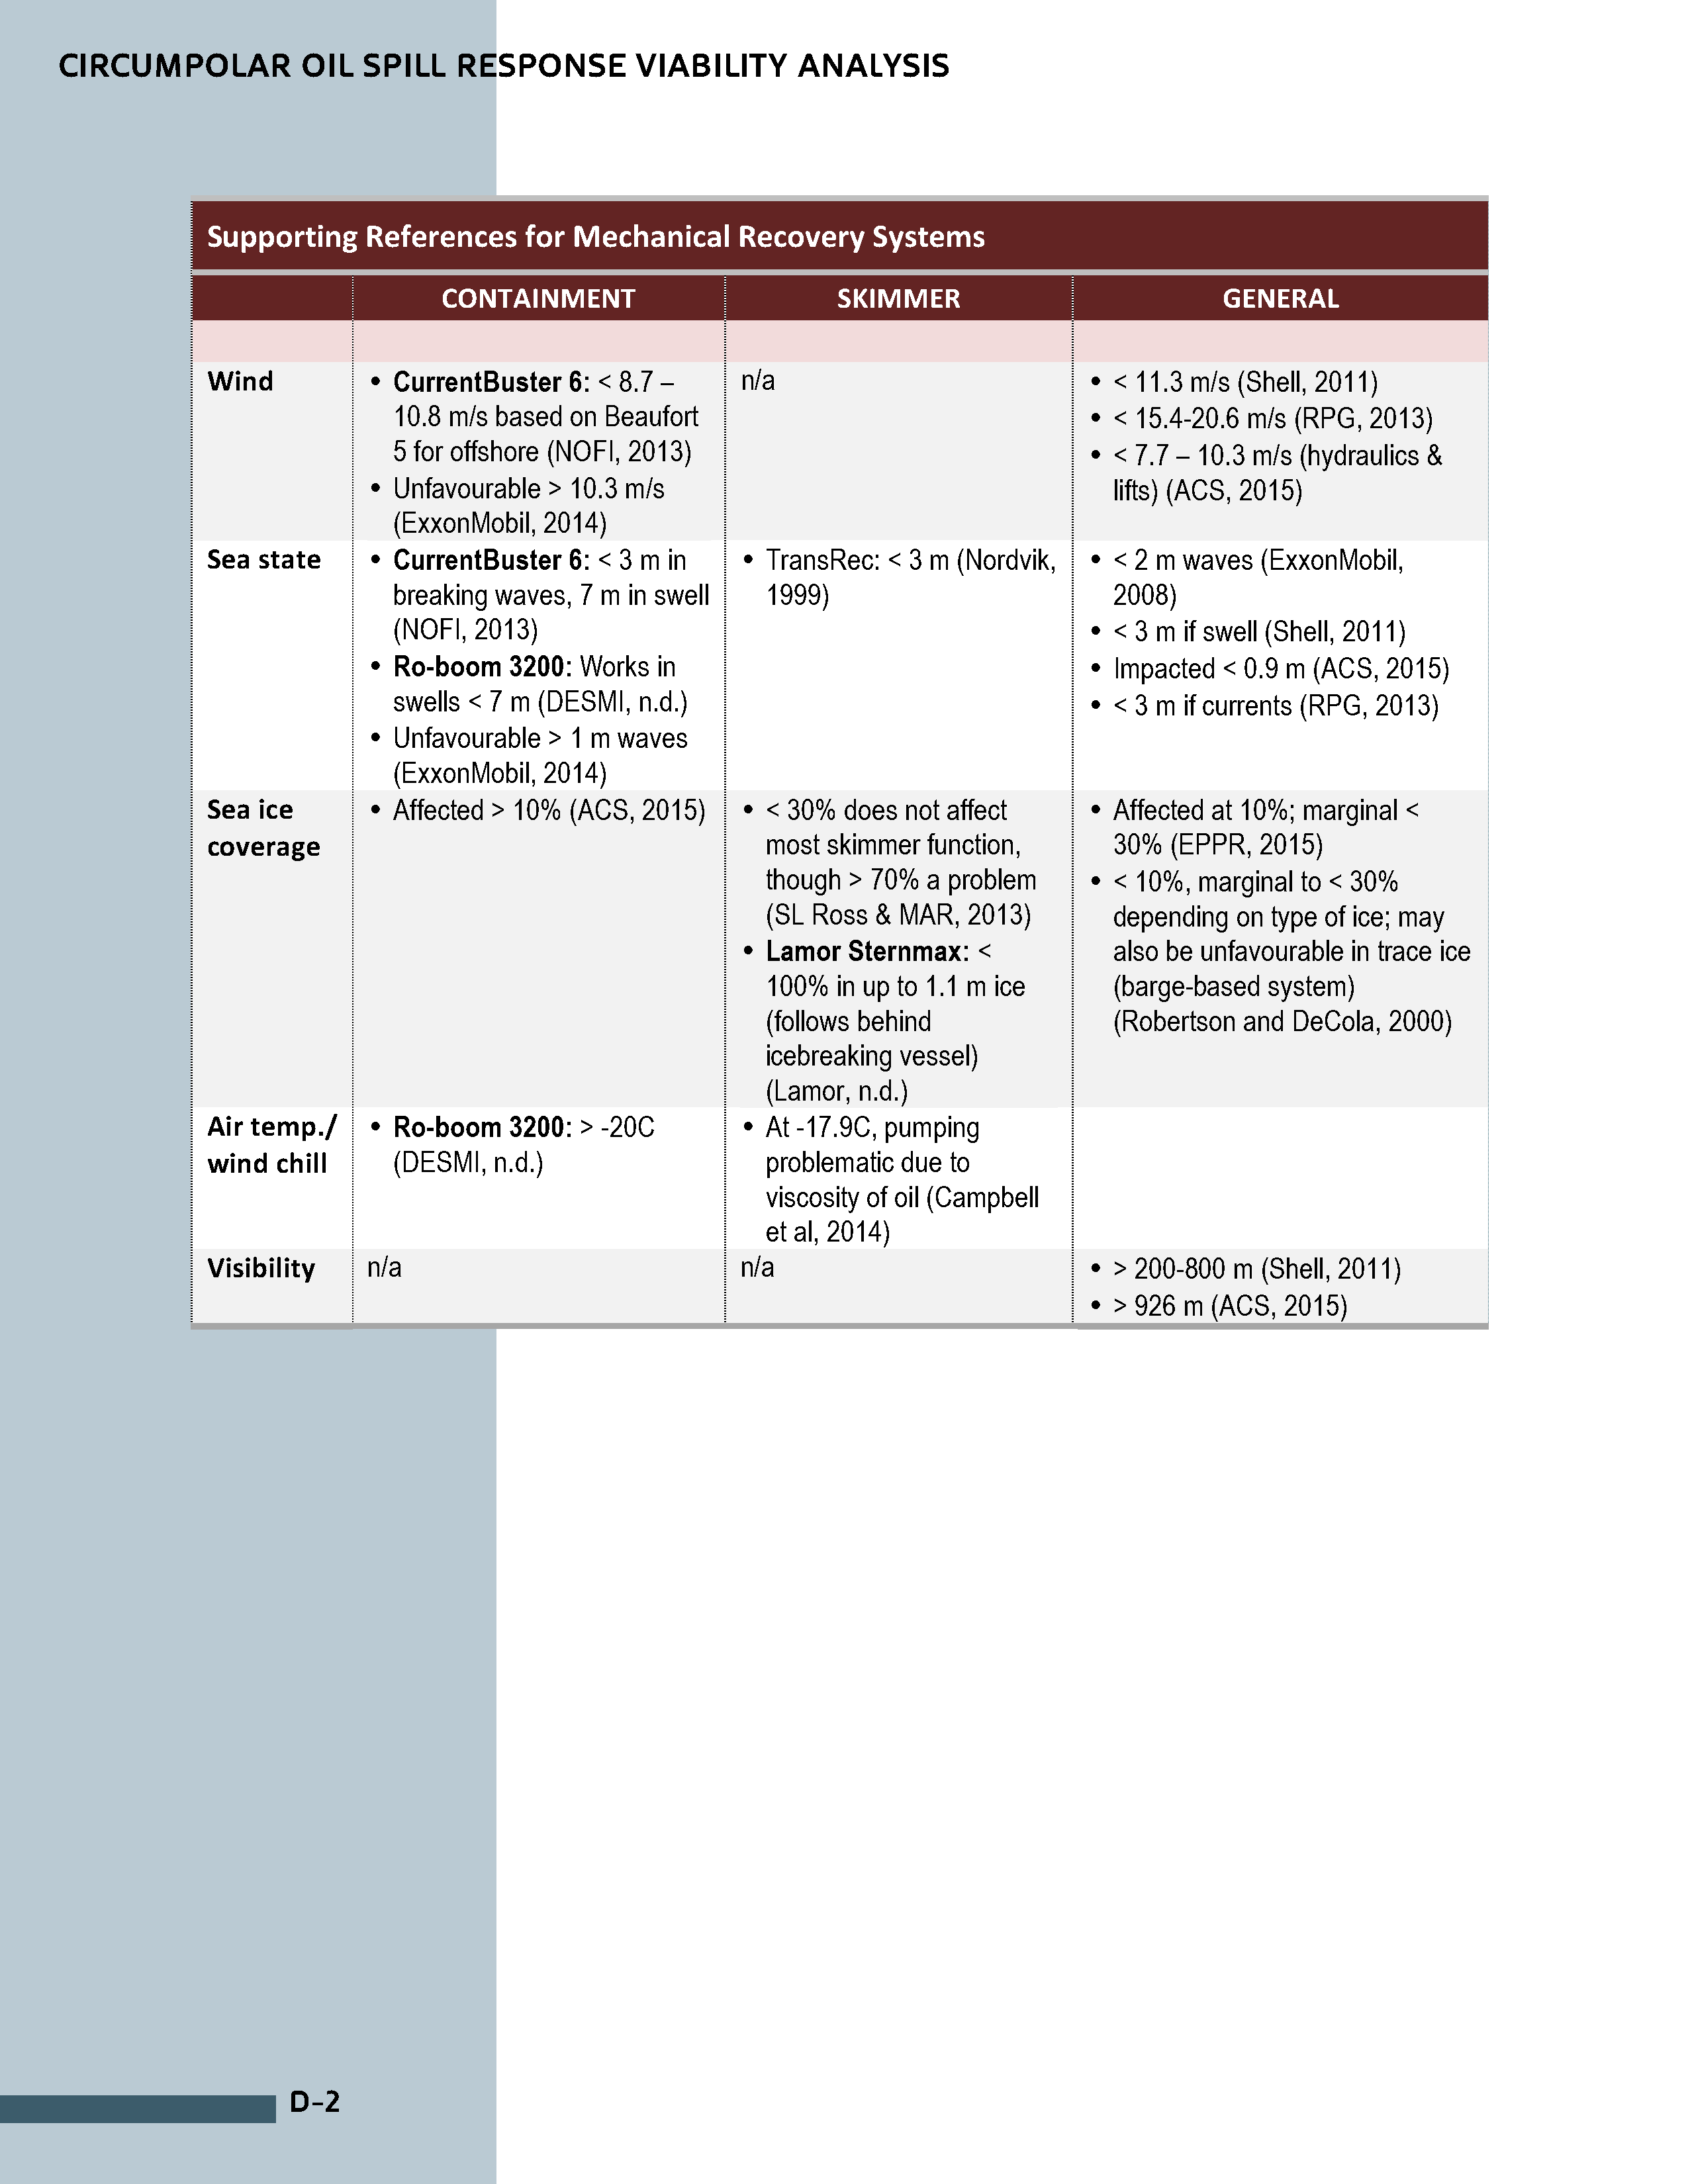 CIRCUMPOLAR OIL SPILL RESPONSE VIABILITY ANALYSIS
Supporting References for Mechanical Recovery Systems
CONTAINMENT SKIMMER GENERAL
Wind
• CurrentBuster 6: < 8.7 –
10.8 m/s based on Beaufort
5 for offshore (NOFI, 2013)
• Unfavourable > 10.3 m/s
(ExxonMobil, 2014)
n/a
• < 11.3 m/s (Shell, 2011)
• < 15.4-20.6 m/s (RPG, 2013)
• < 7.7 – 10.3 m/s (hydraulics &
lifts) (ACS, 2015)
Sea state
• CurrentBuster 6: < 3 m in
breaking waves, 7 m in swell
(NOFI, 2013)
• Ro-boom 3200: Works in
swells < 7 m (DESMI, n.d.)
• Unfavourable > 1 m waves
(ExxonMobil, 2014)
• TransRec: < 3 m (Nordvik,
1999)
• < 2 m waves (ExxonMobil,
2008)
• < 3 m if swell (Shell, 2011)
• Impacted < 0.9 m (ACS, 2015)
• < 3 m if currents (RPG, 2013)
Sea ice
coverage
• Affected > 10% (ACS, 2015)
• < 30% does not affect
most skimmer function,
though > 70% a problem
(SL Ross & MAR, 2013)
• Lamor Sternmax: <
100% in up to 1.1 m ice
(follows behind
icebreaking vessel)
(Lamor, n.d.)
• Affected at 10%; marginal <
30% (EPPR, 2015)
• < 10%, marginal to < 30%
depending on type of ice; may
also be unfavourable in trace ice
(barge-based system)
(Robertson and DeCola, 2000)
Air temp./
wind chill
• Ro-boom 3200: > -20C
(DESMI, n.d.)
• At -17.9C, pumping
problematic due to
viscosity of oil (Campbell
et al, 2014)
Visibility
n/a
n/a
• > 200-800 m (Shell, 2011)
• > 926 m (ACS, 2015)
D-2